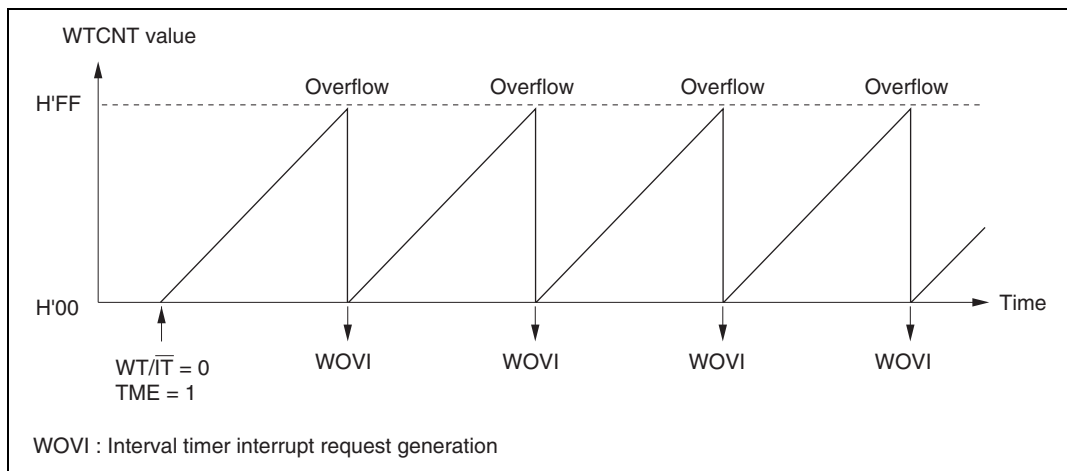 WTCNT value
Overflow Overflow Overflow Overflow
H'FF
H'00
Time
WT/I̅T̅ = 0
TME = 1
WOVI WOVI WOVI WOVI
WOVI : Interval timer interrupt request generation